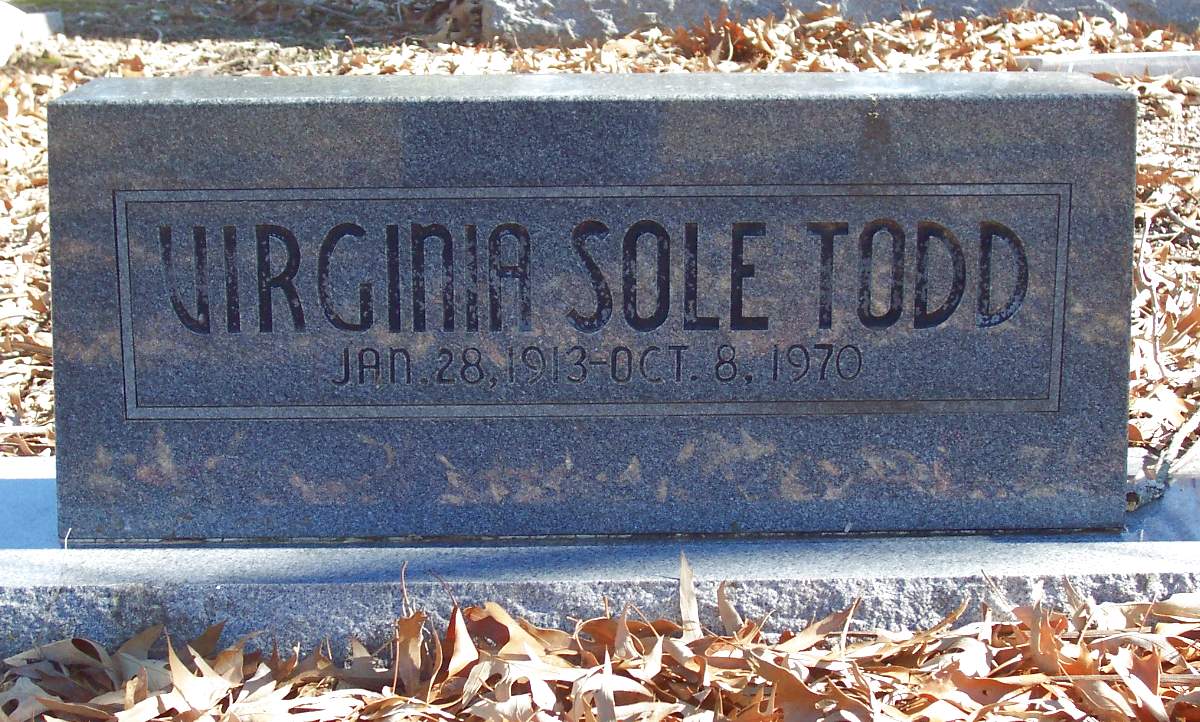 VIRGINIA SOLE TODD
JAN. 28, 1913-OCT. 8, 1970